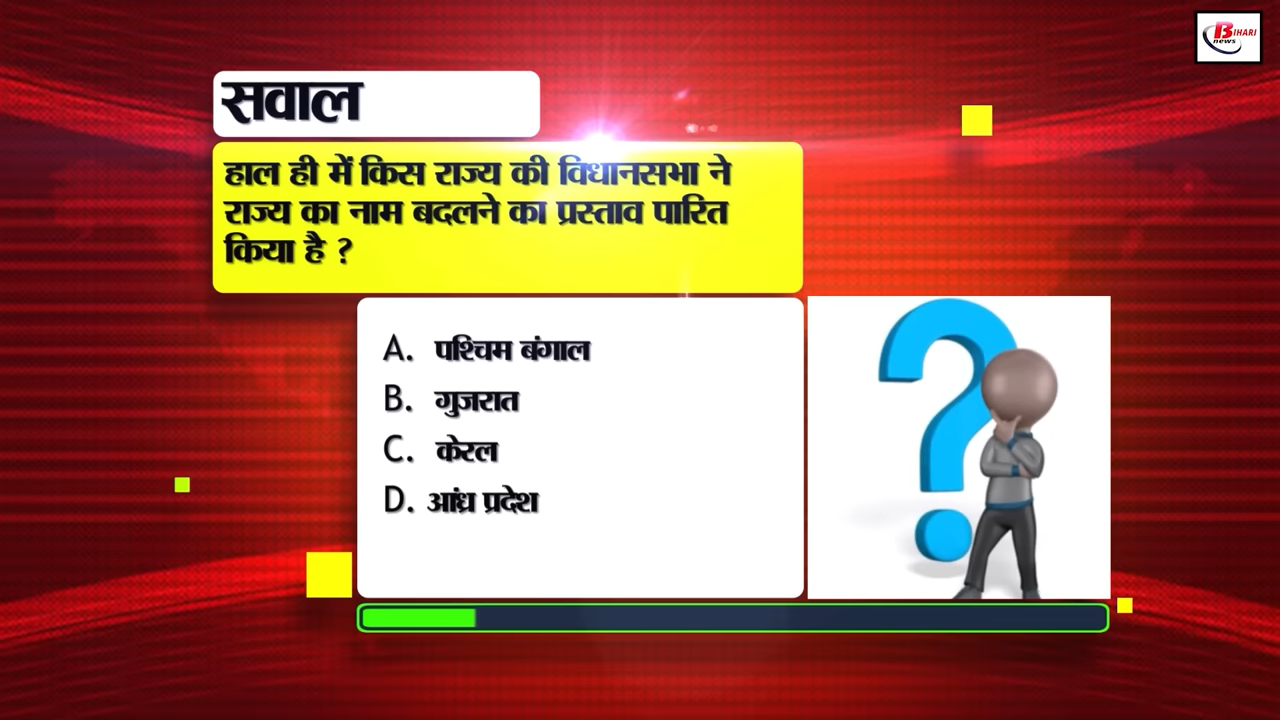 BIHARI
news
सवाल
हाल ही में किस राज्य की विधानसभा ने
राज्य का नाम बदलने का प्रस्ताव पारित
किया है ?
A. पश्चिम बंगाल
B. गुजरात
C. केरल
D. आंध्र प्रदेश